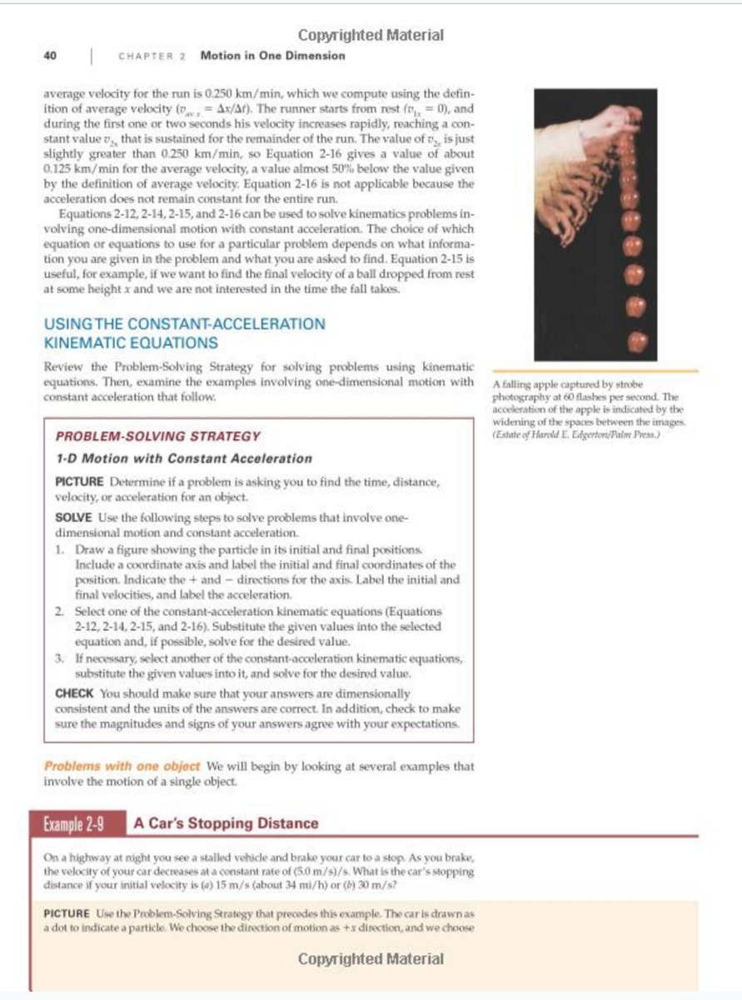 Copyrighted Material
40 | CHAPTER 2 Motion in One Dimension
average velocity for the run is 0.250 km/min, which we compute using the defin-
ition of average velocity (v_av x = Δx/Δt). The runner starts from rest (v_1x = 0), and
during the first one or two seconds his velocity increases rapidly, reaching a con-
stant value v_2x that is sustained for the remainder of the run. The value of v_2x is just
slightly greater than 0.250 km/min, so Equation 2-16 gives a value of about
0.125 km/min for the average velocity, a value almost 50% below the value given
by the definition of average velocity. Equation 2-16 is not applicable because the
acceleration does not remain constant for the entire run.
Equations 2-12, 2-14, 2-15, and 2-16 can be used to solve kinematics problems in-
volving one-dimensional motion with constant acceleration. The choice of which
equation or equations to use for a particular problem depends on what informa-
tion you are given in the problem and what you are asked to find. Equation 2-15 is
useful, for example, if we want to find the final velocity of a ball dropped from rest
at some height x and we are not interested in the time the fall takes.
USING THE CONSTANT-ACCELERATION
KINEMATIC EQUATIONS
Review the Problem-Solving Strategy for solving problems using kinematic
equations. Then, examine the examples involving one-dimensional motion with
constant acceleration that follow.
A falling apple captured by strobe
photography at 60 flashes per second. The
acceleration of the apple is indicated by the
widening of the spaces between the images.
(Estate of Harold E. Edgerton/Palm Press.)
PROBLEM-SOLVING STRATEGY
1-D Motion with Constant Acceleration
PICTURE Determine if a problem is asking you to find the time, distance,
velocity, or acceleration for an object.
SOLVE Use the following steps to solve problems that involve one-
dimensional motion and constant acceleration.
1. Draw a figure showing the particle in its initial and final positions.
Include a coordinate axis and label the initial and final coordinates of the
position. Indicate the + and − directions for the axis. Label the initial and
final velocities, and label the acceleration.
2. Select one of the constant-acceleration kinematic equations (Equations
2-12, 2-14, 2-15, and 2-16). Substitute the given values into the selected
equation and, if possible, solve for the desired value.
3. If necessary, select another of the constant-acceleration kinematic equations,
substitute the given values into it, and solve for the desired value.
CHECK You should make sure that your answers are dimensionally
consistent and the units of the answers are correct. In addition, check to make
sure the magnitudes and signs of your answers agree with your expectations.
Problems with one object We will begin by looking at several examples that
involve the motion of a single object.
Example 2-9 A Car's Stopping Distance
On a highway at night you see a stalled vehicle and brake your car to a stop. As you brake,
the velocity of your car decreases at a constant rate of (5.0 m/s)/s. What is the car's stopping
distance if your initial velocity is (a) 15 m/s (about 34 mi/h) or (b) 30 m/s?
PICTURE Use the Problem-Solving Strategy that precedes this example. The car is drawn as
a dot to indicate a particle. We choose the direction of motion as +x direction, and we choose
Copyrighted Material